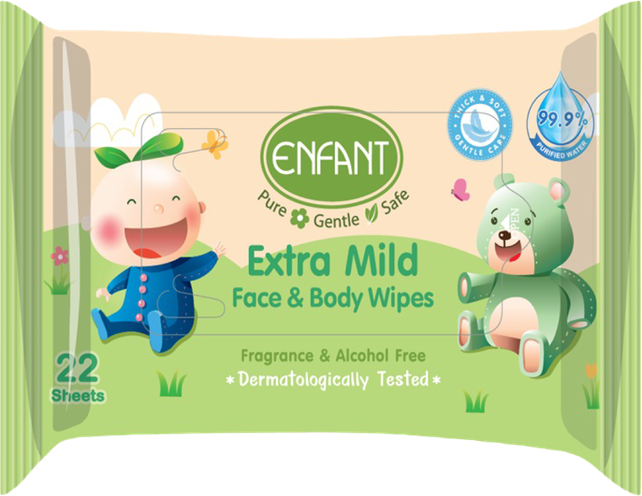 THICK & SOFT
GENTLE CARE
99.9%
PURIFIED WATER
ENFANT
Pure Gentle Safe
Extra Mild
Face & Body Wipes
Fragrance & Alcohol Free
*Dermatologically Tested*
22
Sheets